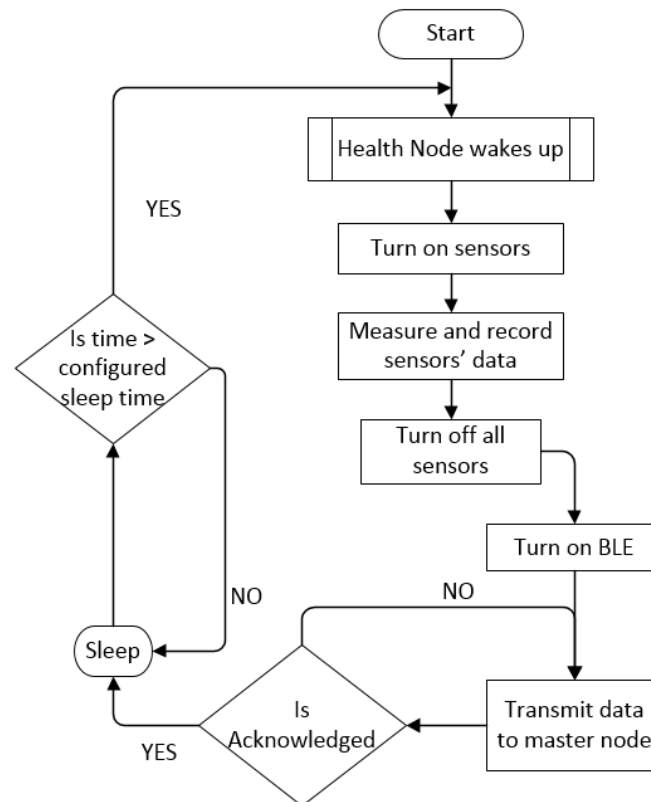 Start
Health Node wakes up
YES
Turn on sensors
Is time >
configured
sleep time
Measure and record
sensors’ data
Turn off all
sensors
Turn on BLE
NO
NO
Sleep
Is
Acknowledged
Transmit data
to master node
YES